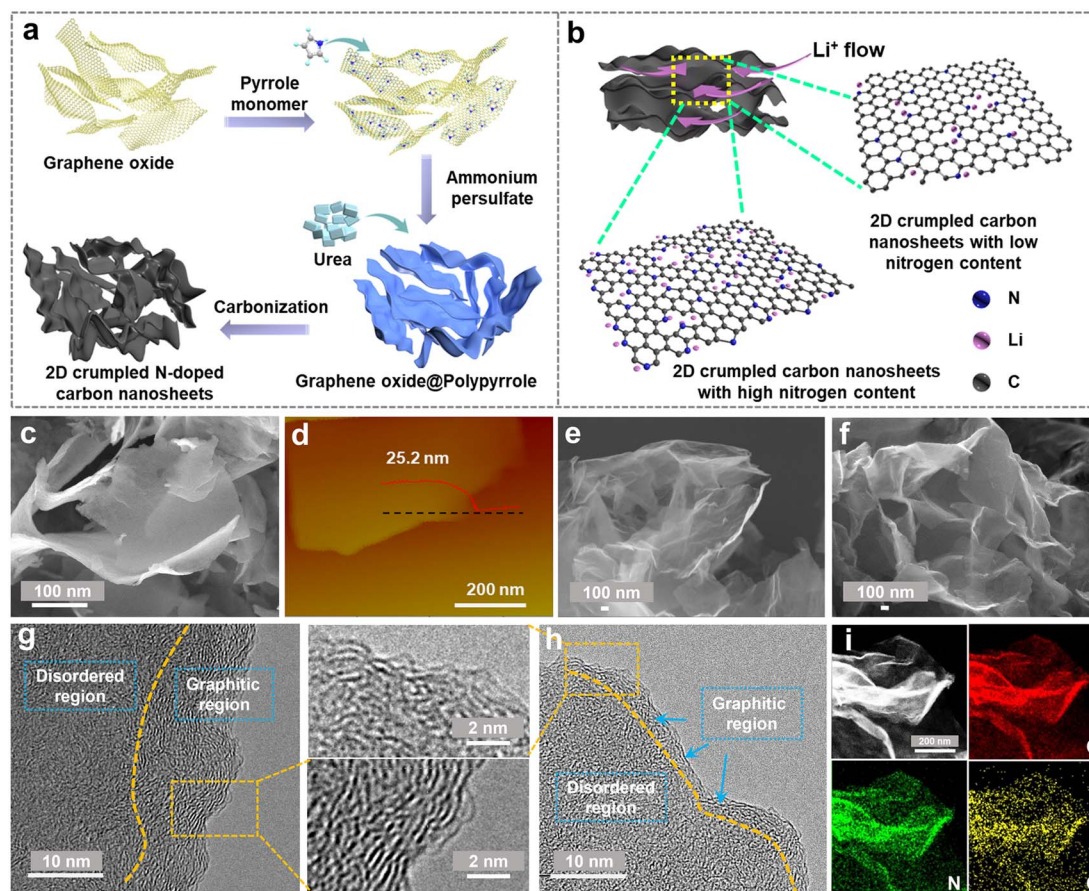 a
Pyrrole
monomer
Graphene oxide
Ammonium
persulfate
Urea
Carbonization
2D crumpled N-doped
carbon nanosheets
Graphene oxide@Polypyrrole
b
Li⁺ flow
2D crumpled carbon
nanosheets with low
nitrogen content
N
Li
C
2D crumpled carbon nanosheets
with high nitrogen content
c
100 nm
d
25.2 nm
200 nm
e
100 nm
f
100 nm
g
Disordered
region
Graphitic
region
10 nm
2 nm
2 nm
h
Graphitic
region
Disordered
region
10 nm
i
200 nm
N